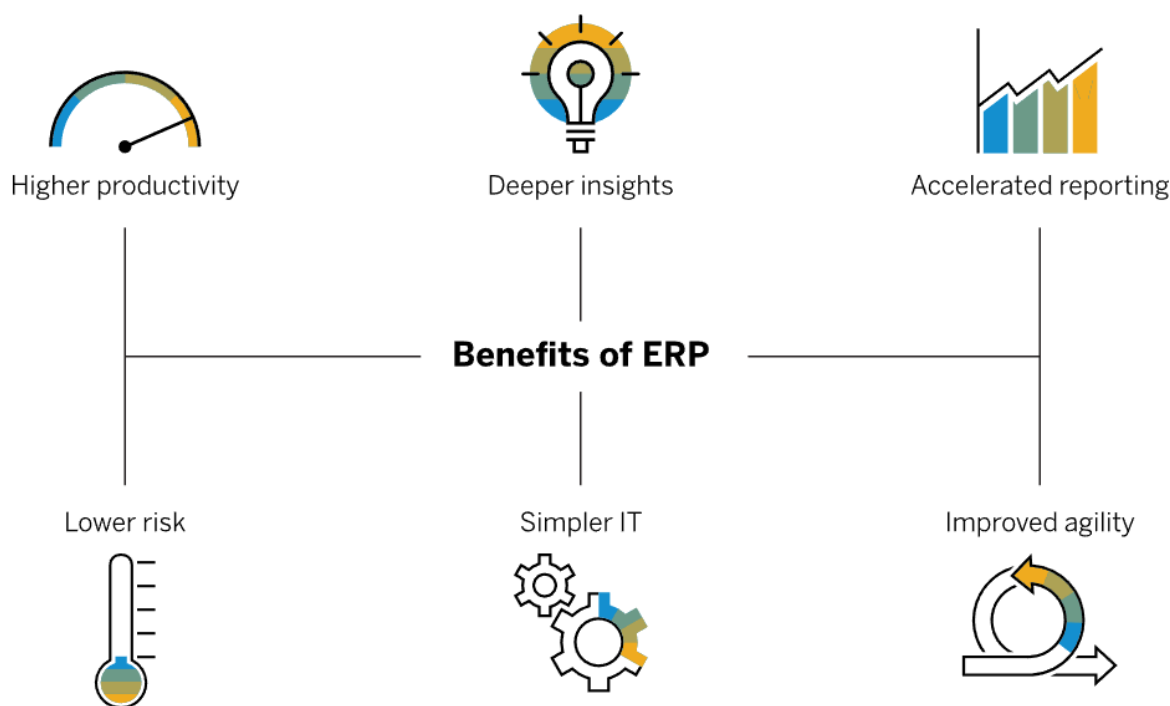 Higher productivity
Deeper insights
Accelerated reporting
Benefits of ERP
Lower risk
Simpler IT
Improved agility